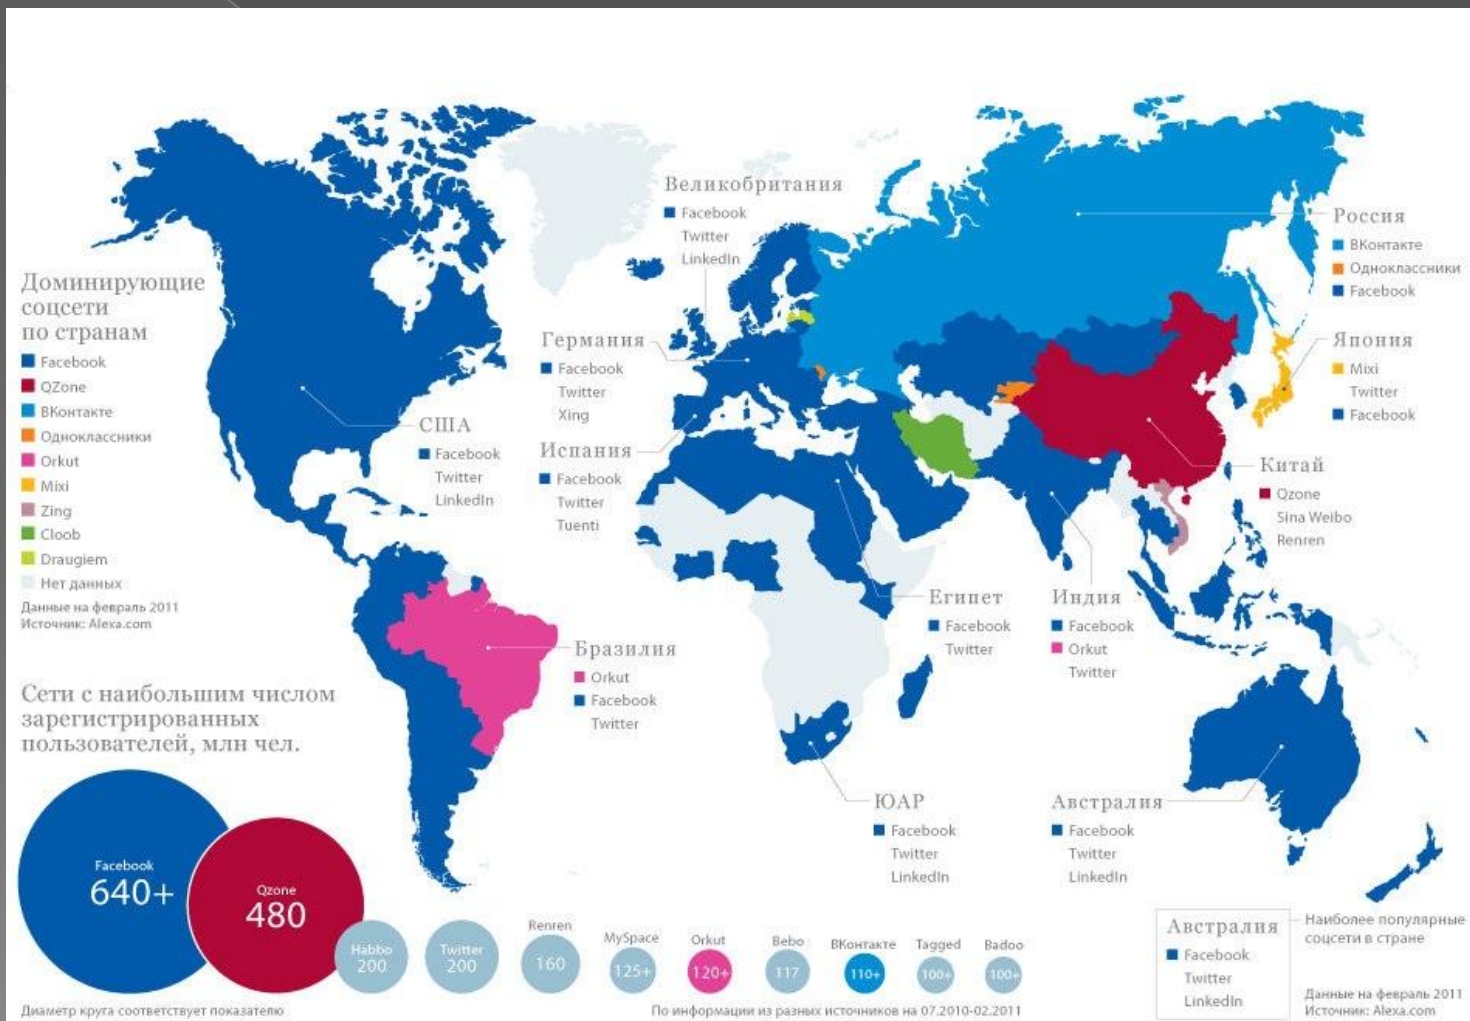 Доминирующие
соцсети
по странам
Facebook
QZone
ВКонтакте
Одноклассники
Orkut
Mixi
Zing
Cloob
Draugiem
Нет данных
Данные на февраль 2011
Источник: Alexa.com
США
Facebook
Twitter
LinkedIn
Великобритания
Facebook
Twitter
LinkedIn
Германия
Facebook
Twitter
Xing
Испания
Facebook
Twitter
Tuenti
Россия
ВКонтакте
Одноклассники
Facebook
Япония
Mixi
Twitter
Facebook
Китай
Qzone
Sina Weibo
Renren
Египет
Facebook
Twitter
Индия
Facebook
Orkut
Twitter
Бразилия
Orkut
Facebook
Twitter
ЮАР
Facebook
Twitter
LinkedIn
Австралия
Facebook
Twitter
LinkedIn
Сети с наибольшим числом
зарегистрированных
пользователей, млн чел.
Facebook
640+
Qzone
480
Habbo
200
Twitter
200
Renren
160
MySpace
125+
Orkut
120+
Bebo
117
ВКонтакте
110+
Tagged
100+
Badoo
100+
Диаметр круга соответствует показателю
По информации из разных источников на 07.2010-02.2011
Австралия
Facebook
Twitter
LinkedIn
Наиболее популярные
соцсети в стране
Данные на февраль 2011
Источник: Alexa.com